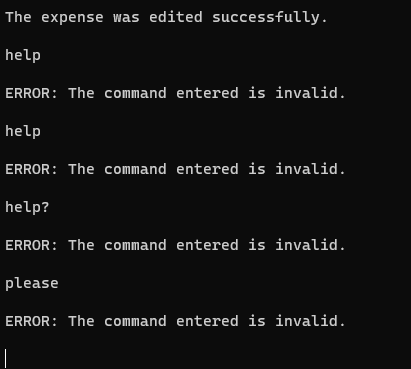 The expense was edited successfully.
help
ERROR: The command entered is invalid.
help
ERROR: The command entered is invalid.
help?
ERROR: The command entered is invalid.
please
ERROR: The command entered is invalid.